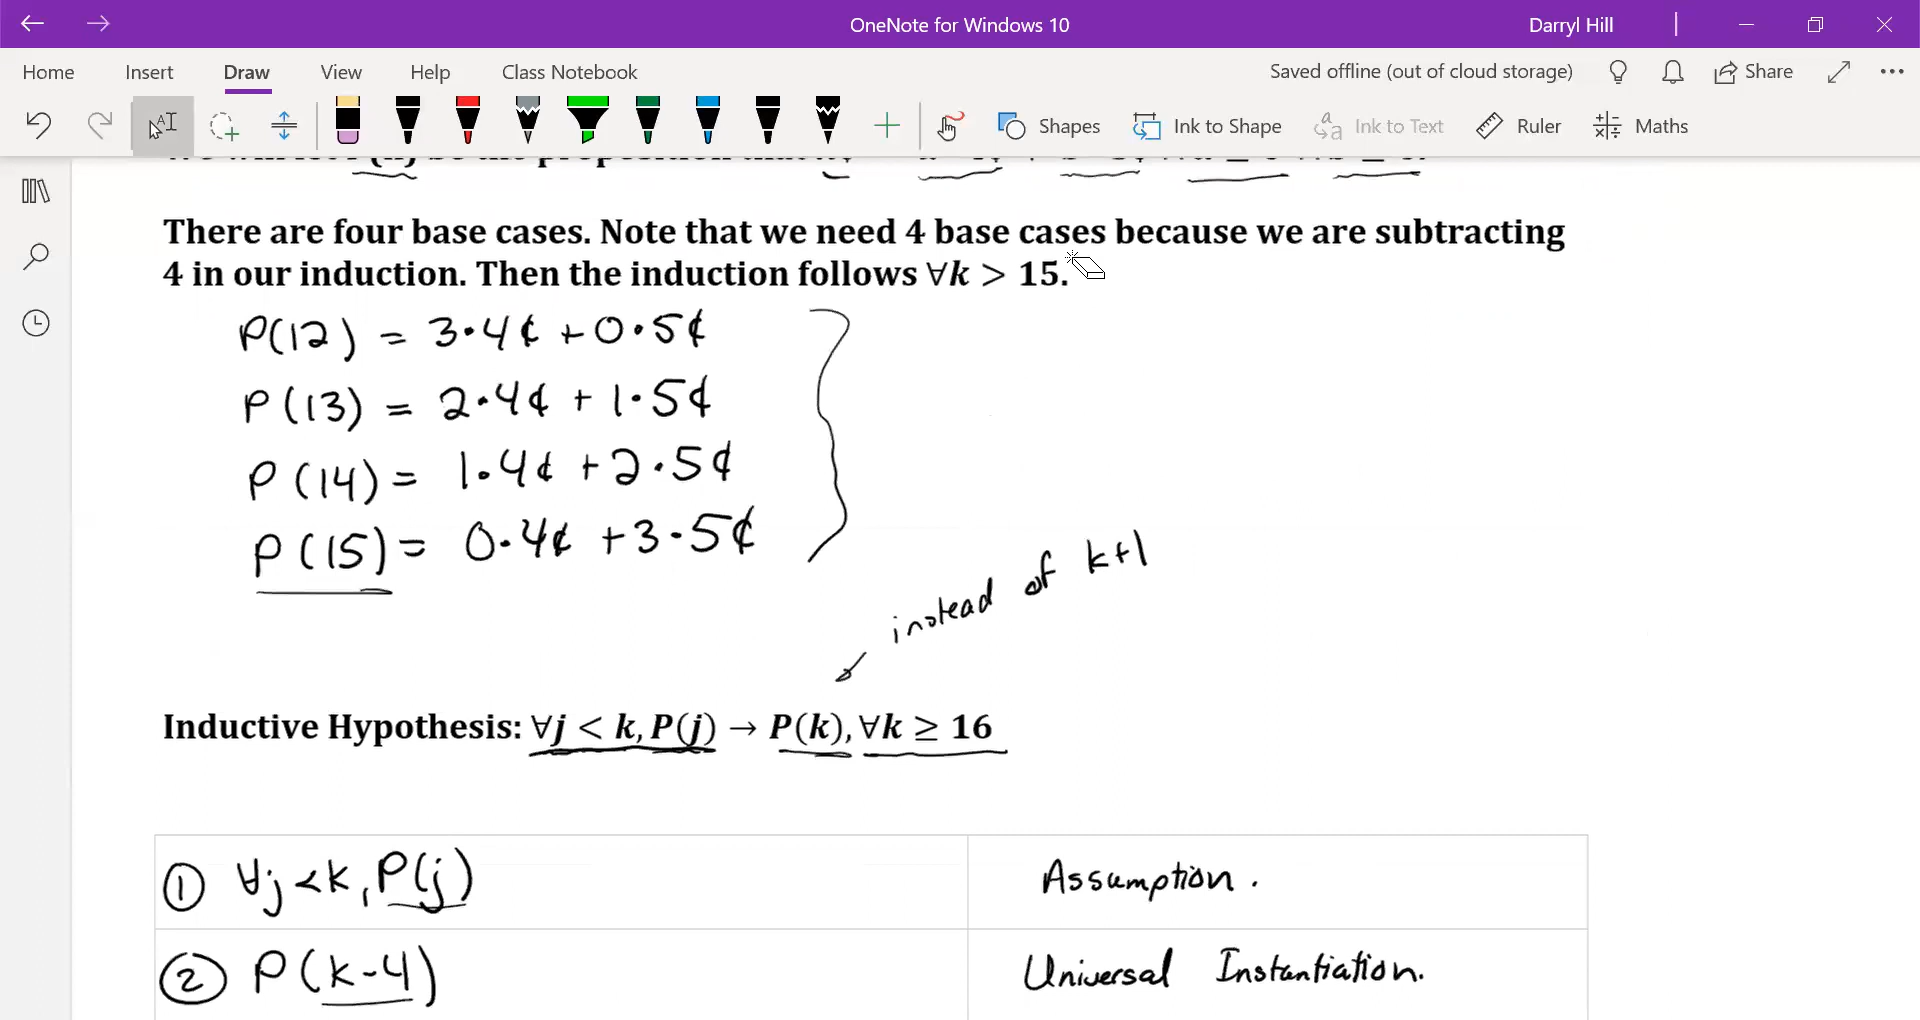 OneNote for Windows 10
Darryl Hill
Home Insert Draw View Help Class Notebook
Saved offline (out of cloud storage) Share
Shapes Ink to Shape Ink to Text Ruler Maths
be the proposition that
There are four base cases. Note that we need 4 base cases because we are subtracting
4 in our induction. Then the induction follows ∀k > 15.
P(12) = 3·4¢ + 0·5¢
P(13) = 2·4¢ + 1·5¢
P(14) = 1·4¢ + 2·5¢
P(15) = 0·4¢ + 3·5¢
instead of k+1
Inductive Hypothesis: ∀j < k, P(j) → P(k), ∀k ≥ 16
① ∀j < k, P(j) Assumption.
② P(k-4) Universal Instantiation.